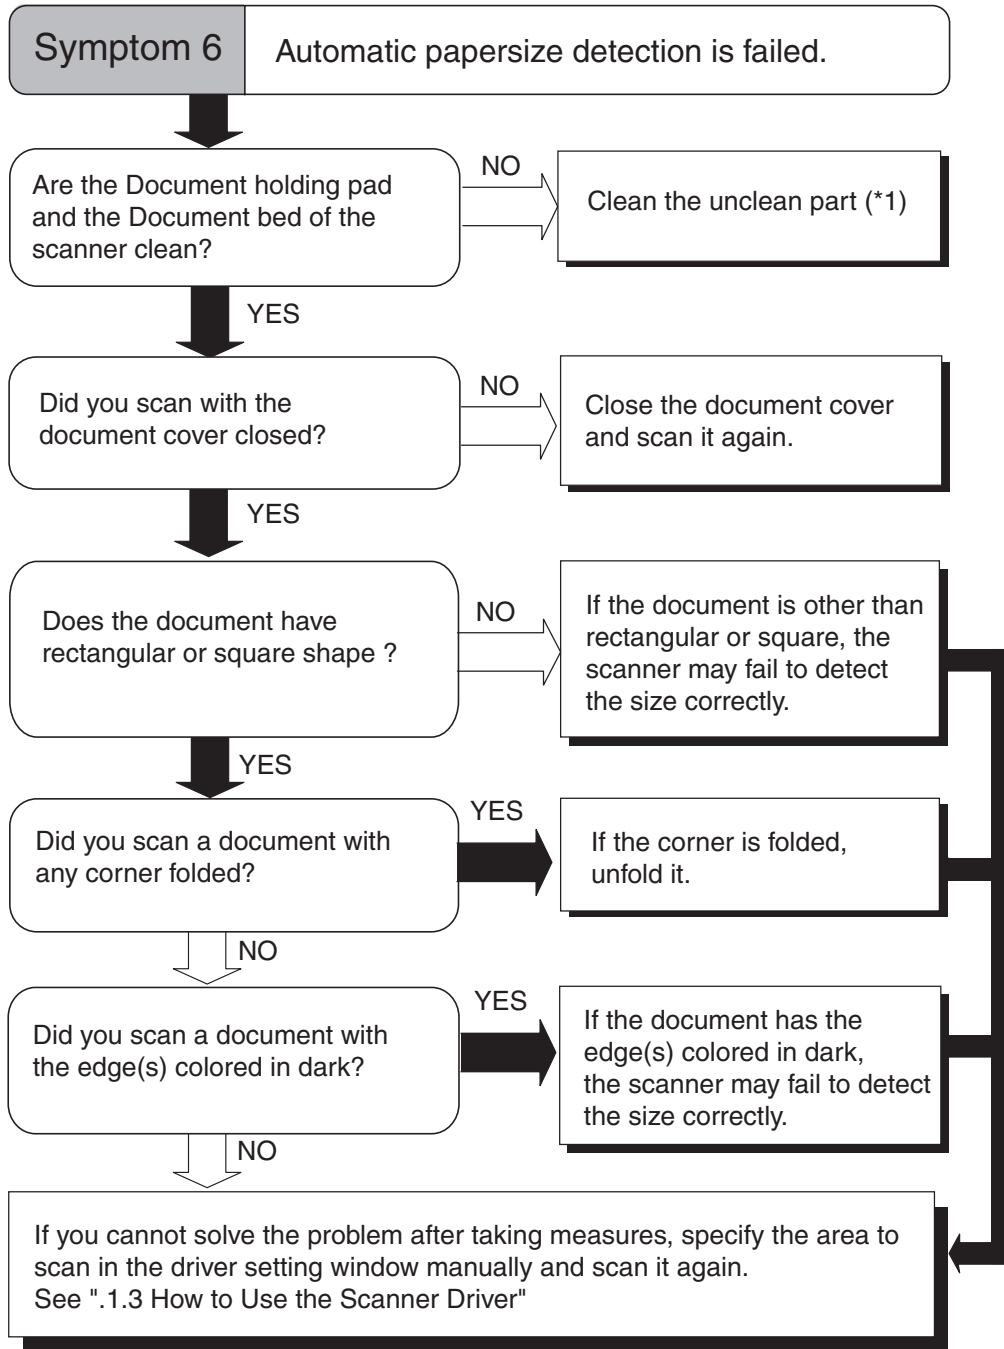 Symptom 6
Automatic papersize detection is failed.
Are the Document holding pad
and the Document bed of the
scanner clean?
NO
Clean the unclean part (*1)
YES
Did you scan with the
document cover closed?
NO
Close the document cover
and scan it again.
YES
Does the document have
rectangular or square shape ?
NO
If the document is other than
rectangular or square, the
scanner may fail to detect
the size correctly.
YES
Did you scan a document with
any corner folded?
YES
If the corner is folded,
unfold it.
NO
Did you scan a document with
the edge(s) colored in dark?
YES
If the document has the
edge(s) colored in dark,
the scanner may fail to detect
the size correctly.
NO
If you cannot solve the problem after taking measures, specify the area to
scan in the driver setting window manually and scan it again.
See ".1.3 How to Use the Scanner Driver"